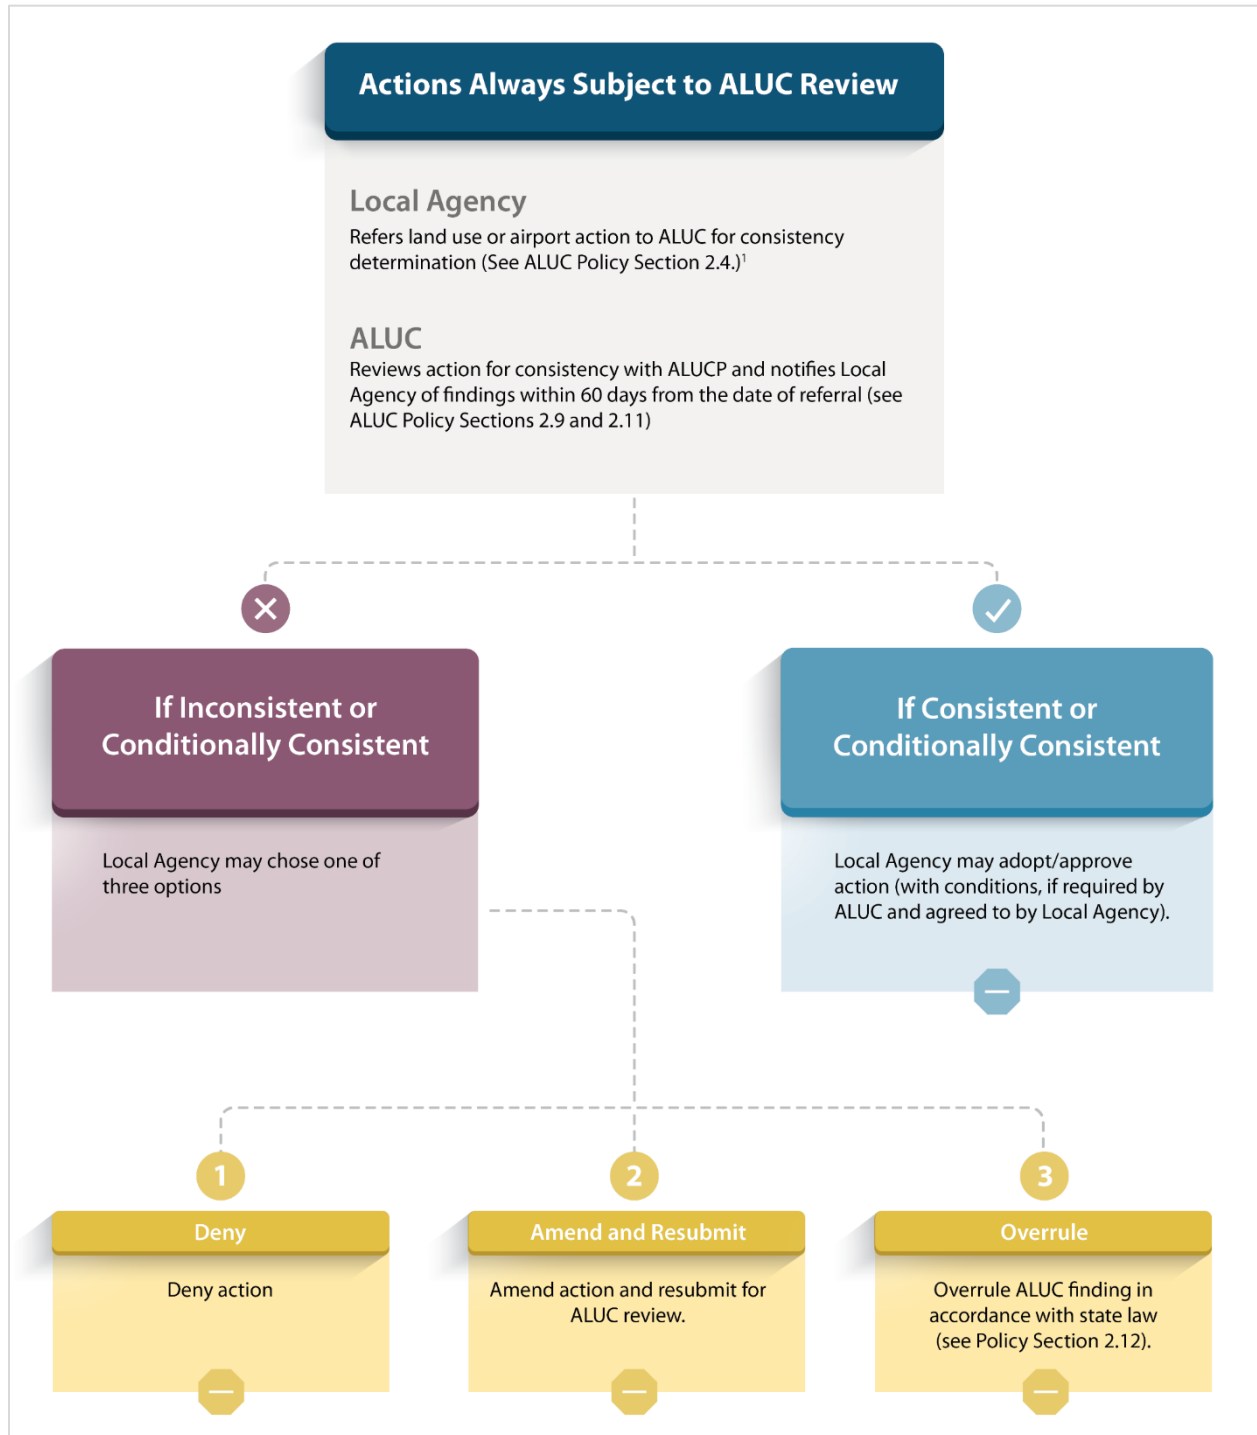 Actions Always Subject to ALUC Review
Local Agency
Refers land use or airport action to ALUC for consistency
determination (See ALUC Policy Section 2.4.)¹
ALUC
Reviews action for consistency with ALUCP and notifies Local
Agency of findings within 60 days from the date of referral (see
ALUC Policy Sections 2.9 and 2.11)
If Inconsistent or
Conditionally Consistent
Local Agency may chose one of
three options
If Consistent or
Conditionally Consistent
Local Agency may adopt/approve
action (with conditions, if required by
ALUC and agreed to by Local Agency).
1
Deny
Deny action
2
Amend and Resubmit
Amend action and resubmit for
ALUC review.
3
Overrule
Overrule ALUC finding in
accordance with state law
(see Policy Section 2.12).